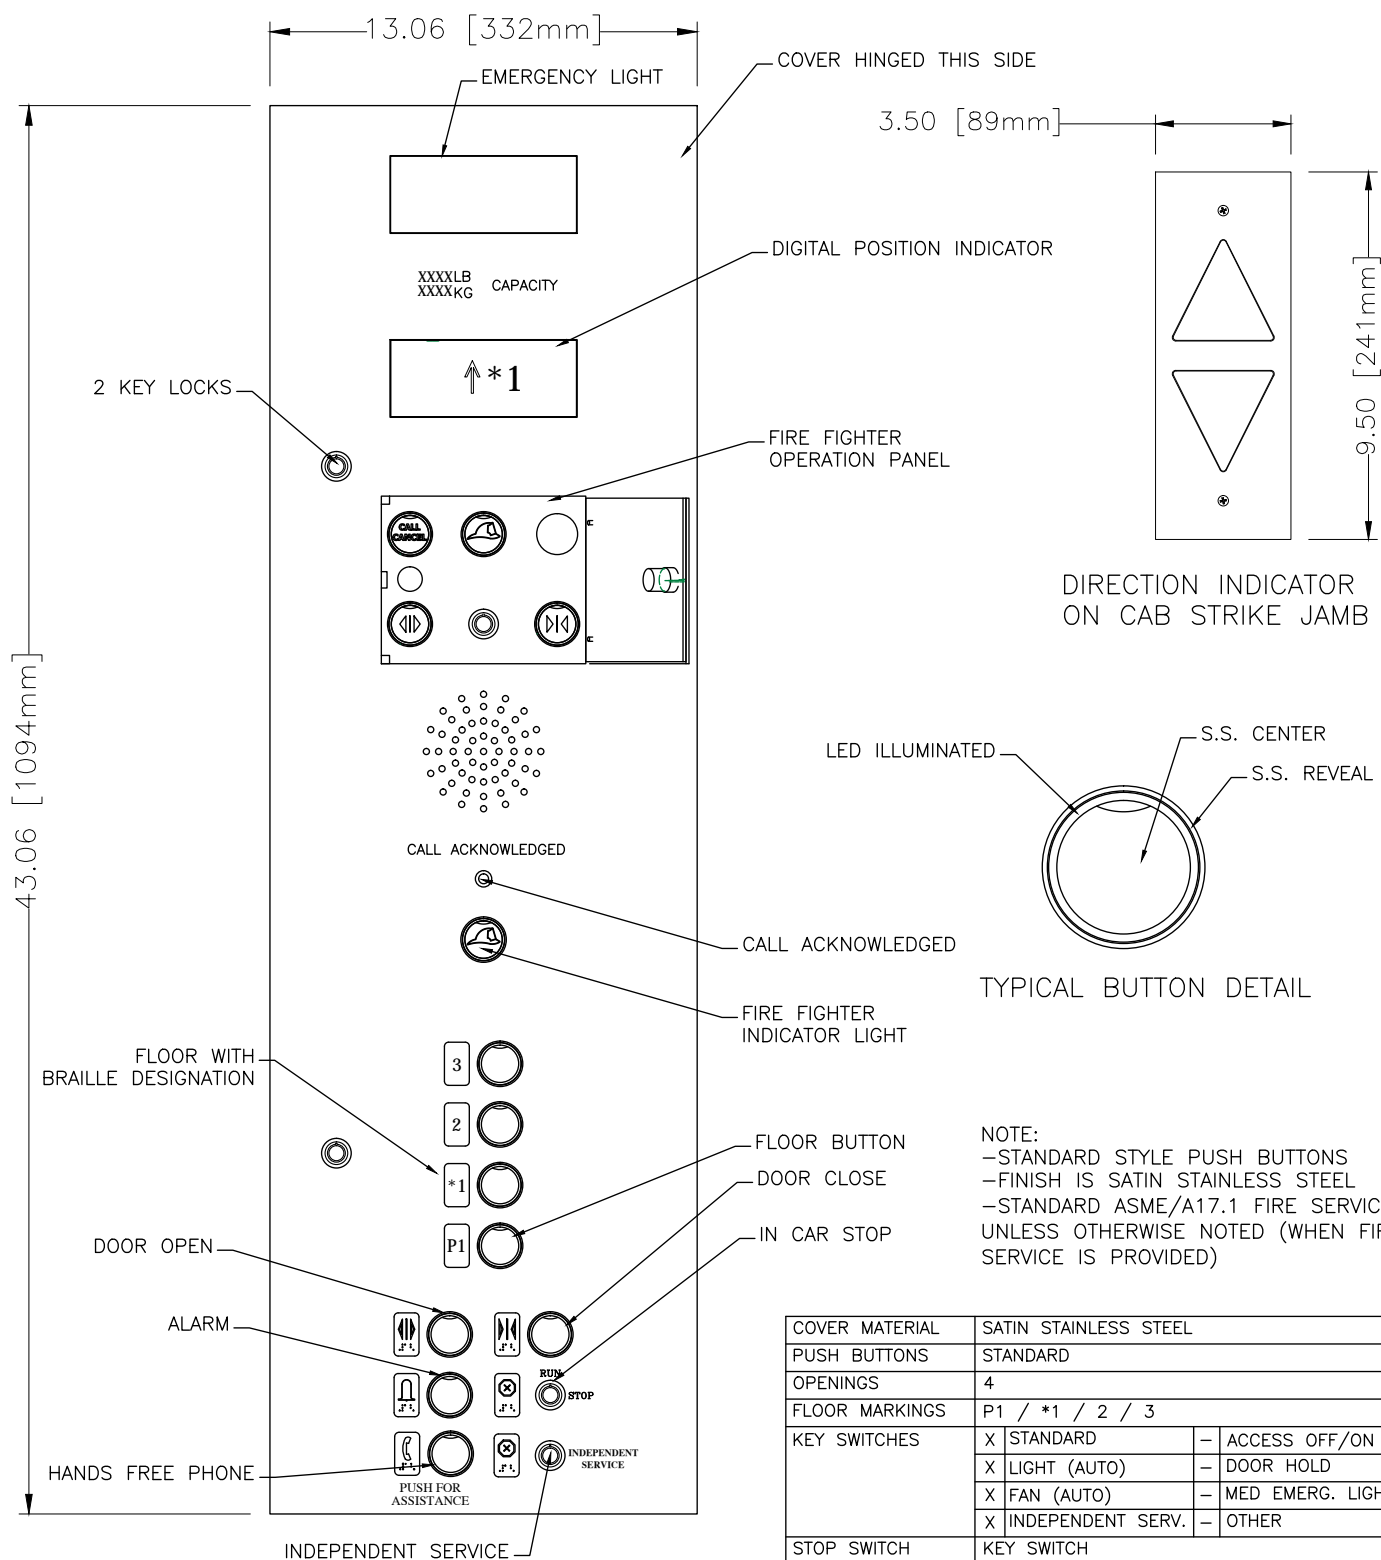 13.06 [332mm]
EMERGENCY LIGHT
COVER HINGED THIS SIDE
3.50 [89mm]
XXXXLB
XXXXKG
CAPACITY
DIGITAL POSITION INDICATOR
*1
2 KEY LOCKS
FIRE FIGHTER
OPERATION PANEL
CALL
CANCEL
9.50 [241mm]
DIRECTION INDICATOR
ON CAB STRIKE JAMB
43.06 [1094mm]
LED ILLUMINATED
S.S. CENTER
S.S. REVEAL
TYPICAL BUTTON DETAIL
CALL ACKNOWLEDGED
CALL ACKNOWLEDGED
FIRE FIGHTER
INDICATOR LIGHT
FLOOR WITH
BRAILLE DESIGNATION
3
2
*1
P1
FLOOR BUTTON
DOOR CLOSE
IN CAR STOP
DOOR OPEN
ALARM
RUN
STOP
HANDS FREE PHONE
INDEPENDENT
SERVICE
PUSH FOR
ASSISTANCE
INDEPENDENT SERVICE
NOTE:
-STANDARD STYLE PUSH BUTTONS
-FINISH IS SATIN STAINLESS STEEL
-STANDARD ASME/A17.1 FIRE
UNLESS OTHERWISE NOTED (WHEN
SERVICE IS PROVIDED)
COVER MATERIAL SATIN STAINLESS STEEL
PUSH BUTTONS STANDARD
OPENINGS 4
FLOOR MARKINGS P1 / *1 / 2 / 3
KEY SWITCHES X STANDARD - ACCESS OFF/ON
X LIGHT (AUTO) - DOOR HOLD
X FAN (AUTO) - MED EMERG.
X INDEPENDENT SERV. - OTHER
STOP SWITCH KEY SWITCH